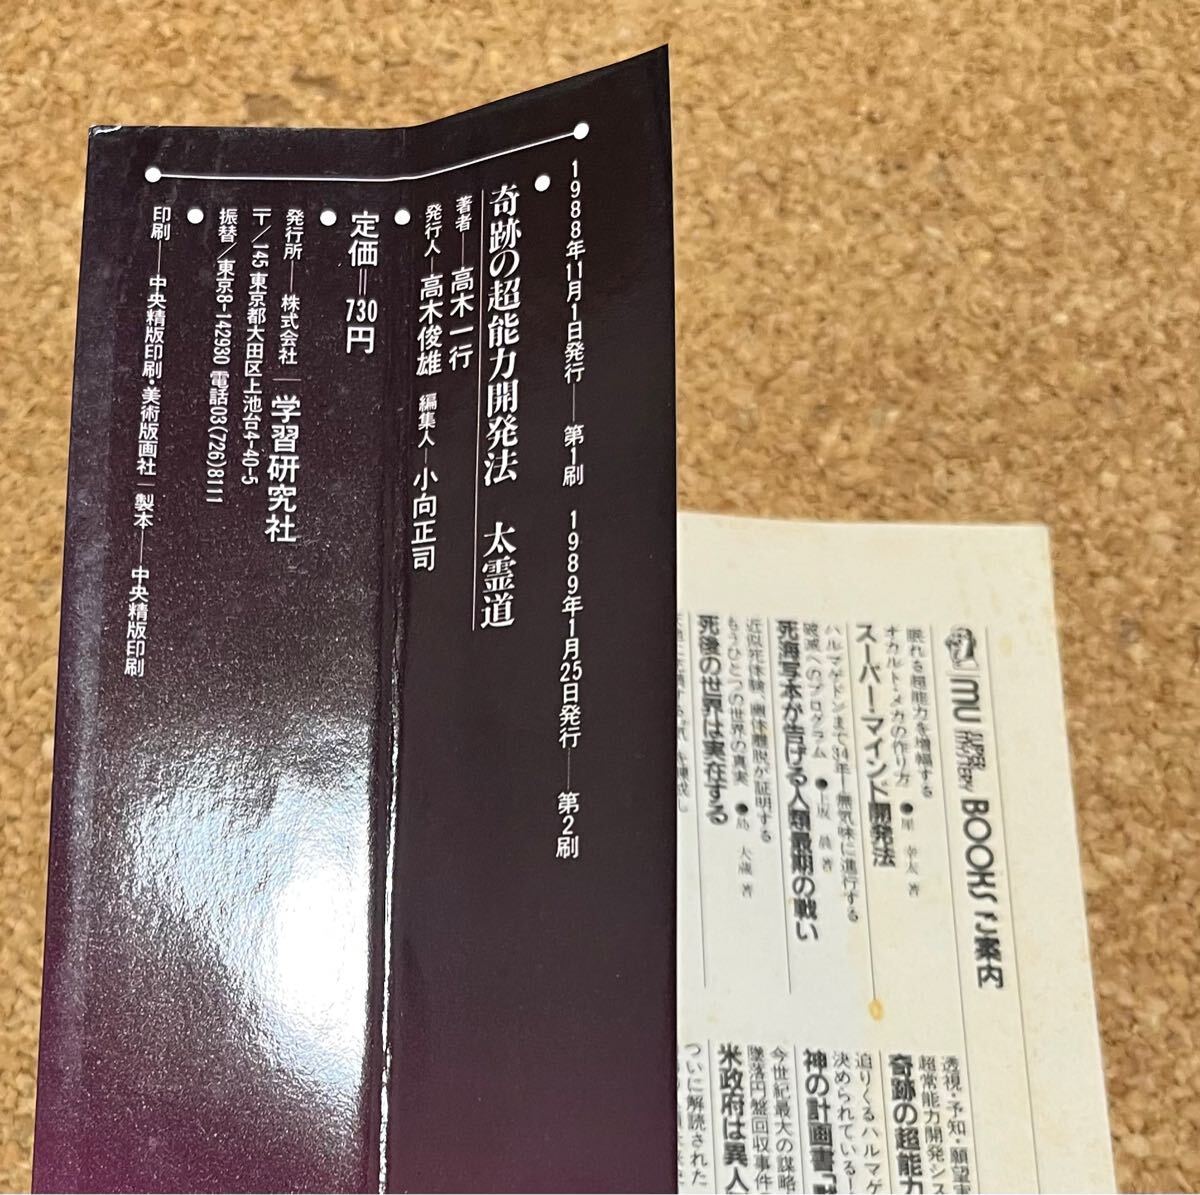 1988年11月1日発行――第1刷　1989年1月25日発行――第2刷
奇跡の超能力開発法　太霊道
著者――高木一行
発行人――高木俊雄　編集人――小向正司
定価＝730円
発行所――株式会社｜学習研究社
〒/145 東京都大田区上池台4-40-5
振替/東京8-142930 電話03(726)8111
印刷――中央精版印刷・美術版画社｜製本――中央精版印刷
MU SUPER MYSTERY BOOKS ご案内
眠れる超能力を増幅する
オカルト・メガの作り方
スーパー・マインド開発法
ハルマゲドンまで34年!無気味に進行する
破滅へのプログラム
死海写本が告げる人類最期の戦い
近似死体験、幽体離脱が証明する
もうひとつの世界の真実
死後の世界は実在する
透視・予知・願望実
超常能力開発シス
奇跡の超能力
迫りくるハルマゲ
決められている!
神の計画書「
今世紀最大の謀略
墜落円盤回収事件
米政府は異人
ついに解読された